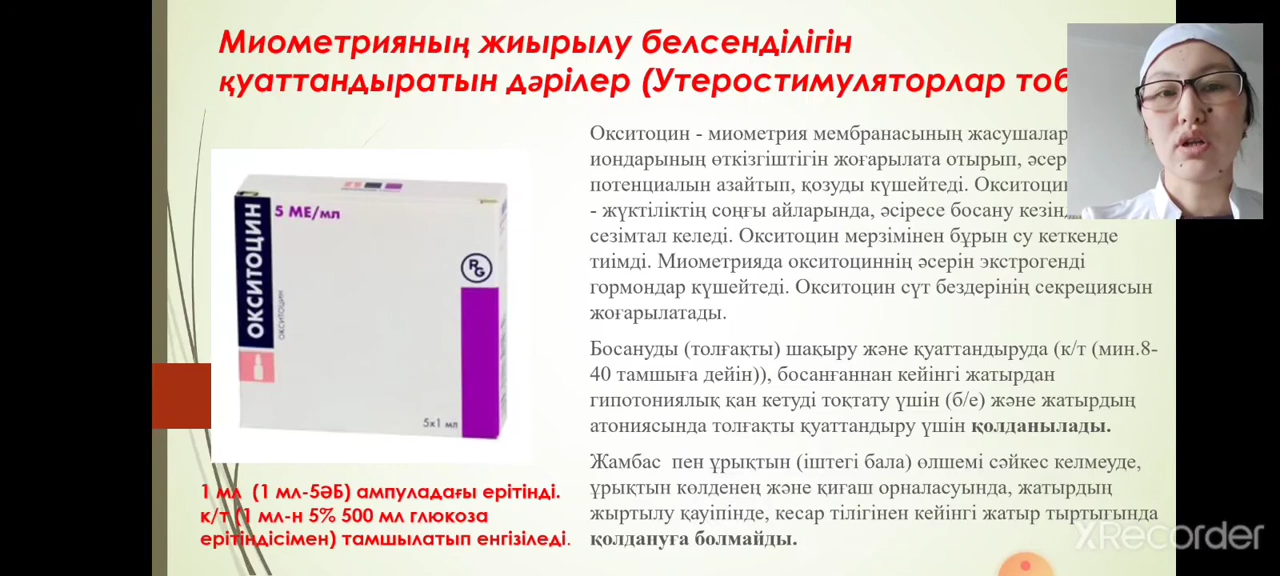 Миометрияның жиырылу белсенділігін
қуаттандыратын дәрілер (Утеростимуляторлар тоб
Окситоцин - миометрия мембранасының жасушалар
иондарының өткізгіштігін жоғарылата отырып, әсер
потенциалын азайтып, қозуды күшейтеді. Окситоцин
- жүктіліктің соңғы айларында, әсіресе босану кезінд
сезімтал келеді. Окситоцин мерзімінен бұрын су кеткенде
тиімді. Миометрияда окситоциннің әсерін экстрогенді
гормондар күшейтеді. Окситоцин сүт бездерінің секрециясын
жоғарылатады.
Босануды (толғақты) шақыру және қуаттандыруда (к/т (мин.8-
40 тамшыға дейін)), босанғаннан кейінгі жатырдан
гипотониялық қан кетуді тоқтату үшін (б/е) және жатырдың
атониясында толғақты қуаттандыру үшін қолданылады.
Жамбас пен ұрықтын (іштегі бала) өлшемі сәйкес келмеуде,
ұрықтын көлденең және қиғаш орналасуында, жатырдың
жыртылу қауіпінде, кесар тілігінен кейінгі жатыр тыртығында
қолдануға болмайды.
ОКСИТОЦИН
ОКСИТОЦИН
5 МЕ/мл
RG
5х1 мл
1 мл (1 мл-5ӘБ) ампуладағы ерітінді.
к/т (1 мл-н 5% 500 мл глюкоза
ерітіндісімен) тамшылатып енгізіледі.
XRecorder